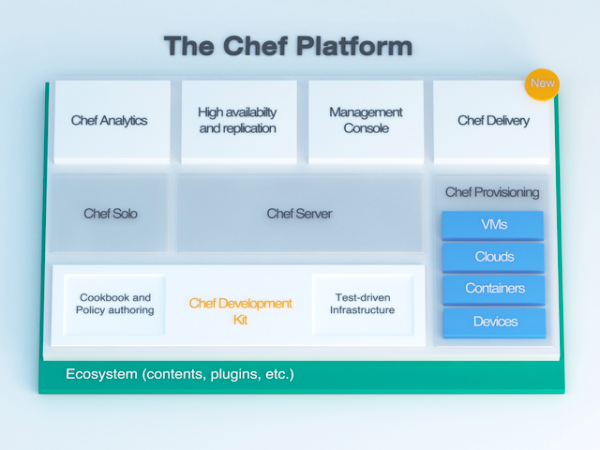 The Chef Platform
New
Chef Analytics
High availabilty
and replication
Management
Console
Chef Delivery
Chef Solo
Chef Server
Chef Provisioning
VMs
Clouds
Containers
Devices
Cookbook and
Policy authoring
Chef Development
Kit
Test-driven
Infrastructure
Ecosystem (contents, plugins, etc.)